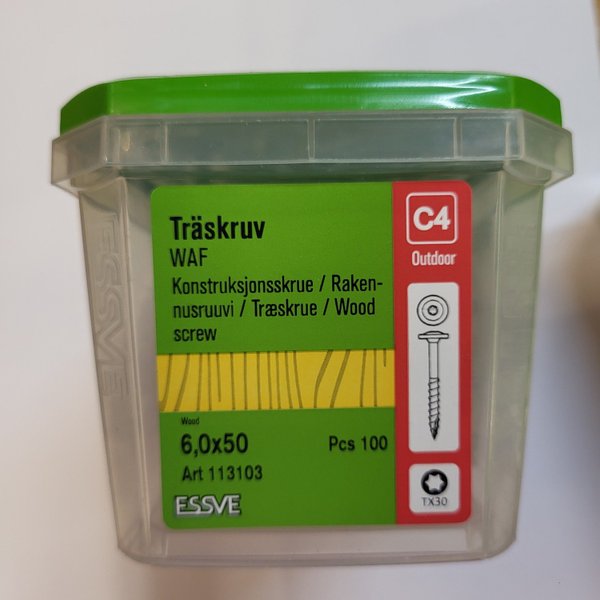 Träskruv
WAF
Konstruksjonsskrue / Raken-
nusruuvi / Træskrue / Wood
screw
Wood
6,0x50
Pcs 100
Art 113103
ESSVE
C4
Outdoor
TX30
ESSVE